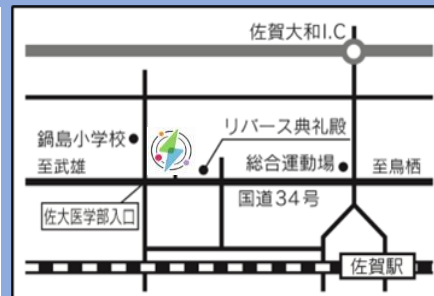 佐賀大和I.C
リバース典礼殿
鍋島小学校
総合運動場
至武雄
至鳥栖
国道34号
佐大医学部入口
佐賀駅